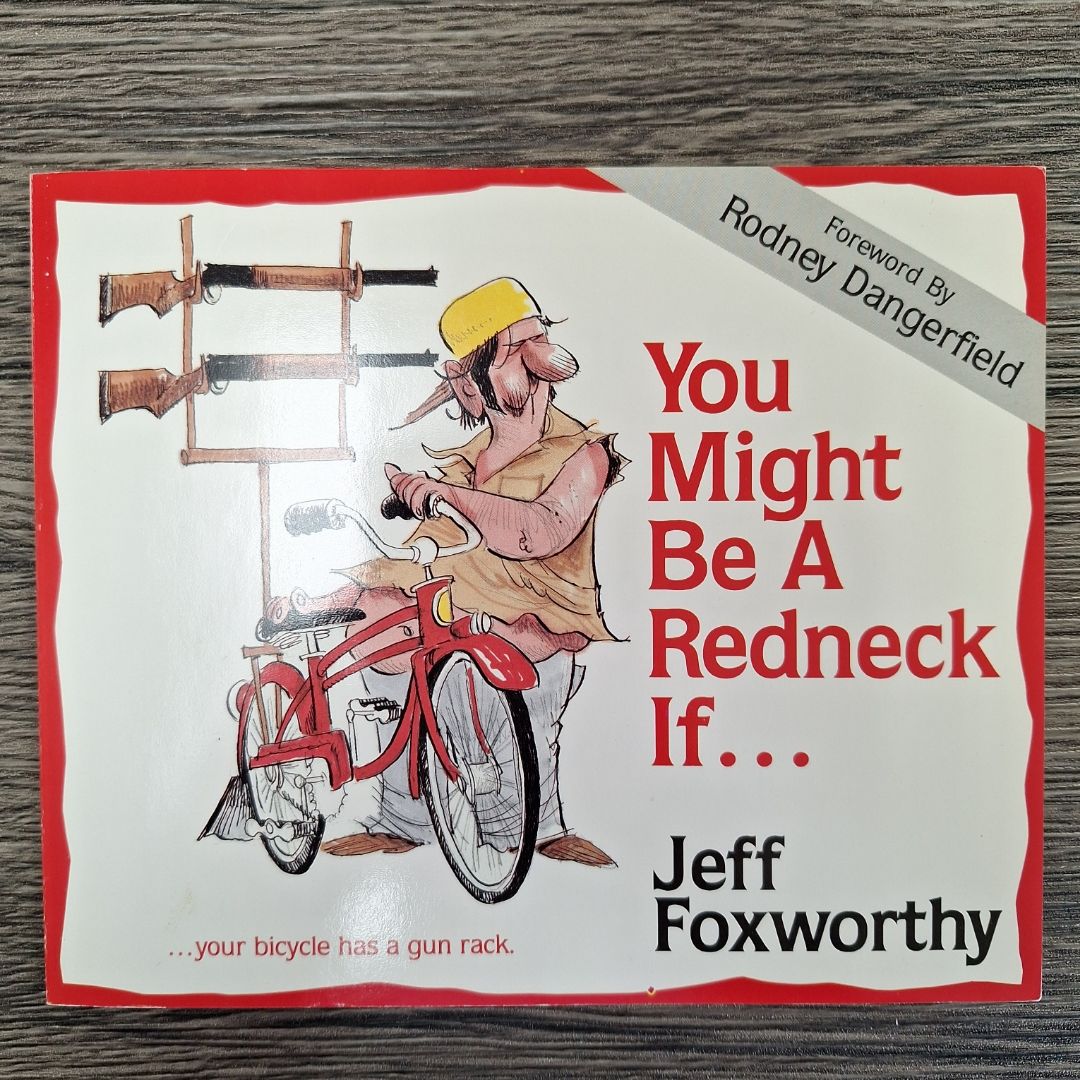 Foreword By
Rodney Dangerfield
You
Might
Be A
Redneck
If...
Jeff
Foxworthy
...your bicycle has a gun rack.